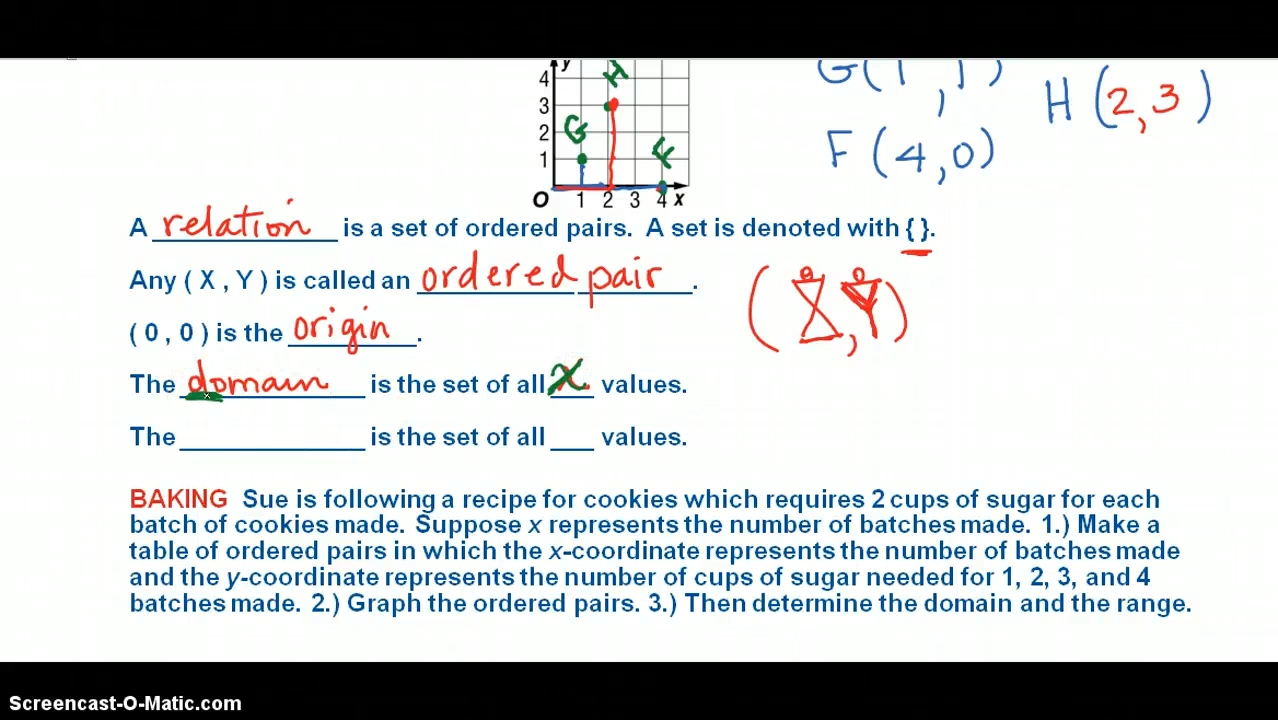 y
4 H
3
G
2
F
1
O 1 2 3 4 x
G(1, 1)
H (2,3)
F (4,0)
A relation is a set of ordered pairs. A set is denoted with { }.
Any ( X , Y ) is called an ordered pair.
(X,Y)
( 0 , 0 ) is the origin.
The domain is the set of all x values.
The ____________ is the set of all ___ values.
BAKING Sue is following a recipe for cookies which requires 2 cups of sugar for each
batch of cookies made. Suppose x represents the number of batches made. 1.) Make a
table of ordered pairs in which the x-coordinate represents the number of batches made
and the y-coordinate represents the number of cups of sugar needed for 1, 2, 3, and 4
batches made. 2.) Graph the ordered pairs. 3.) Then determine the domain and the range.
Screencast-O-Matic.com